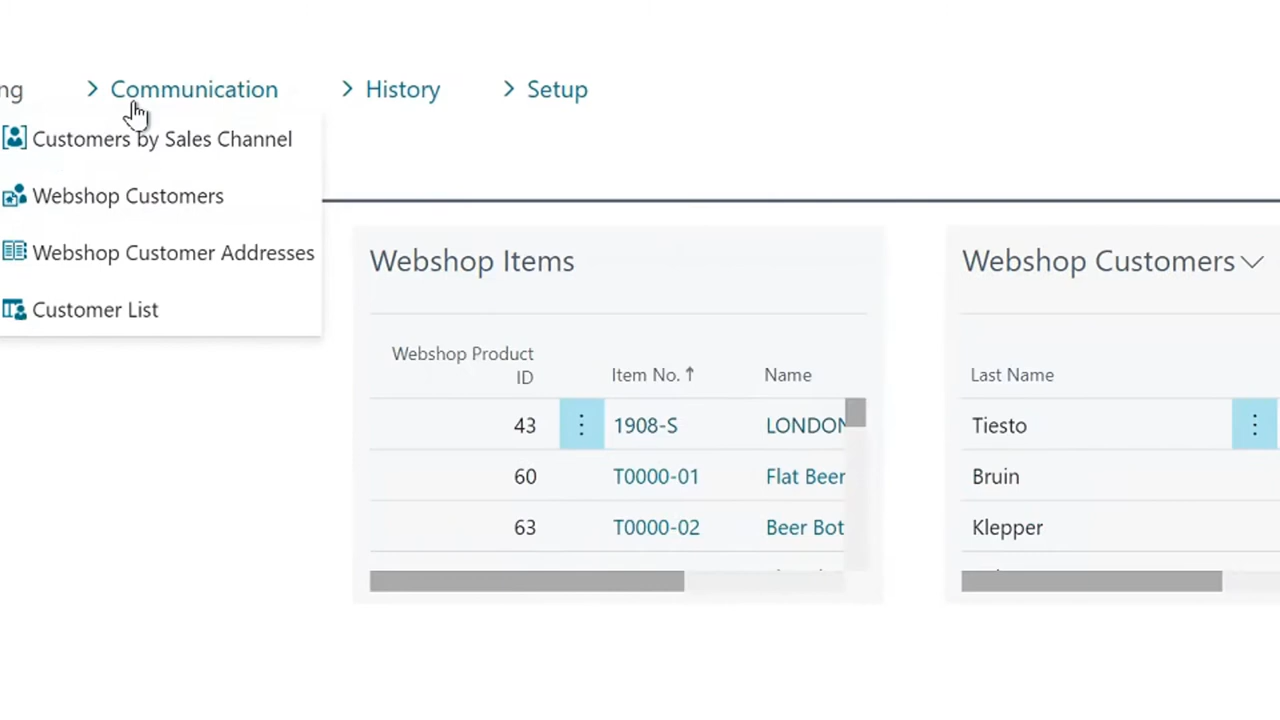 ng
Communication
History
Setup
Customers by Sales Channel
Webshop Customers
Webshop Customer Addresses
Customer List
Webshop Items
Webshop Product
ID
Item No. ↑
Name
43
1908-S
LONDON
60
T0000-01
Flat Beer
63
T0000-02
Beer Bot
Webshop Customers
Last Name
Tiesto
Bruin
Klepper